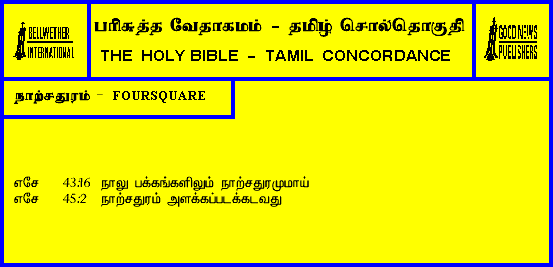 BELLWETHER
INTERNATIONAL
பரிசுத்த வேதாகமம் - தமிழ் சொல்தொகுதி
THE HOLY BIBLE - TAMIL CONCORDANCE
GOOD NEWS
PUBLISHERS
நாற்சதுரம் - FOURSQUARE
எசே 43:16 நாலு பக்கங்களிலும் நாற்சதுரமுமாய்
எசே 45:2 நாற்சதுரம் அளக்கப்படக்கடவது